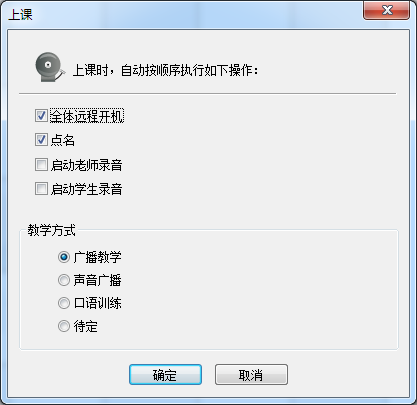 上课
上课时，自动按顺序执行如下操作：
全体远程开机
点名
启动老师录音
启动学生录音
教学方式
广播教学
声音广播
口语训练
待定
确定
取消